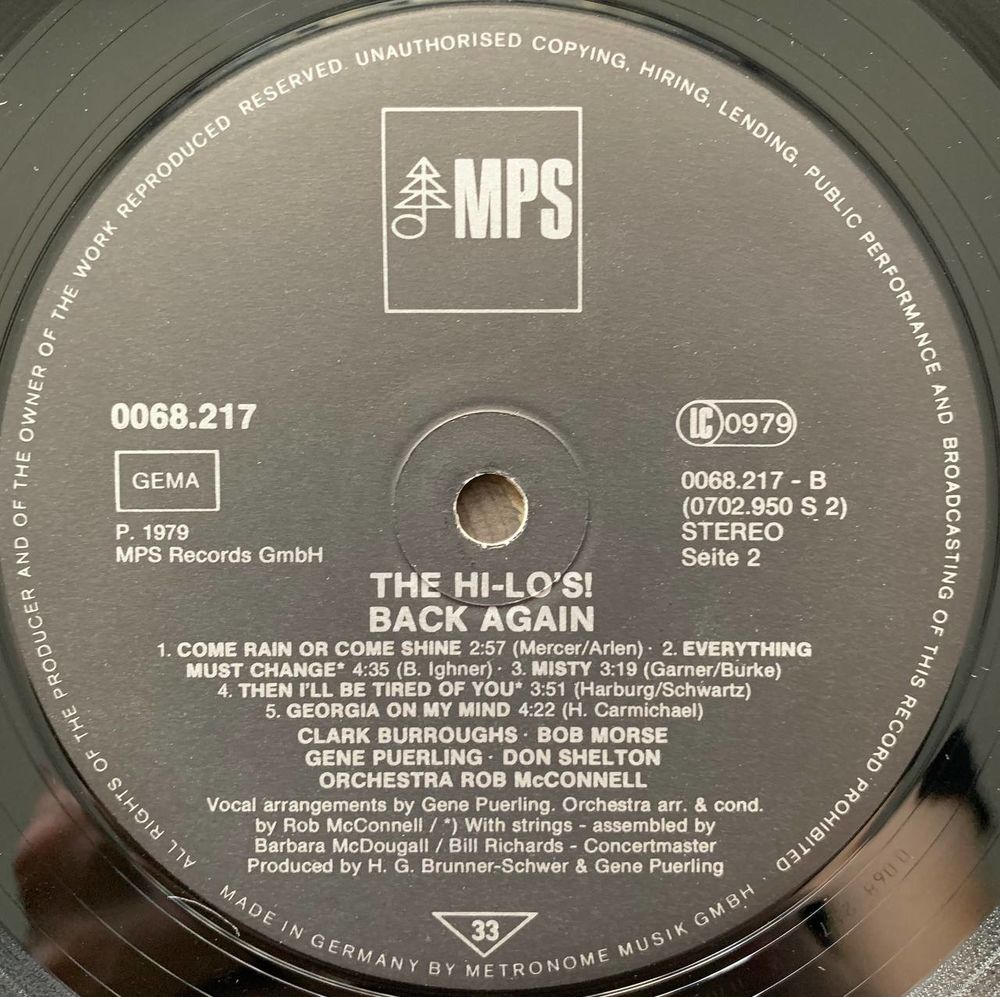 ALL RIGHTS OF THE PRODUCER AND OF THE OWNER OF THE WORK REPRODUCED RESERVED. UNAUTHORISED COPYING, HIRING, LENDING, PUBLIC PERFORMANCE AND BROADCASTING OF THIS RECORD PROHIBITED
MPS
0068.217
GEMA
P. 1979
MPS Records GmbH
LC 0979
0068.217 - B
(0702.950 S 2)
STEREO
Seite 2
THE HI-LO'S!
BACK AGAIN
1. COME RAIN OR COME SHINE 2:57 (Mercer/Arlen) · 2. EVERYTHING
MUST CHANGE* 4:35 (B. Ighner) · 3. MISTY 3:19 (Garner/Burke)
4. THEN I'LL BE TIRED OF YOU* 3:51 (Harburg/Schwartz)
5. GEORGIA ON MY MIND 4:22 (H. Carmichael)
CLARK BURROUGHS · BOB MORSE
GENE PUERLING · DON SHELTON
ORCHESTRA ROB McCONNELL
Vocal arrangements by Gene Puerling. Orchestra arr. & cond.
by Rob McConnell / *) With strings - assembled by
Barbara McDougall / Bill Richards - Concertmaster
Produced by H. G. Brunner-Schwer & Gene Puerling
33
MADE IN GERMANY BY METRONOME MUSIK GMBH .